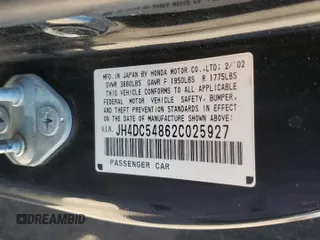 MFD. IN JAPAN BY HONDA MOTOR CO., LTD. 2/'02
GVWR 3660LBS GAWR F 1950LBS R 1775LBS
THIS VEHICLE CONFORMS TO ALL APPLICABLE
FEDERAL MOTOR VEHICLE SAFETY, BUMPER,
AND THEFT PREVENTION STANDARDS IN EFFECT ON THE
DATE OF MANUFACTURE SHOWN ABOVE.
V.I.N. JH4DC54862C025927
PASSENGER CAR
DREAMBID